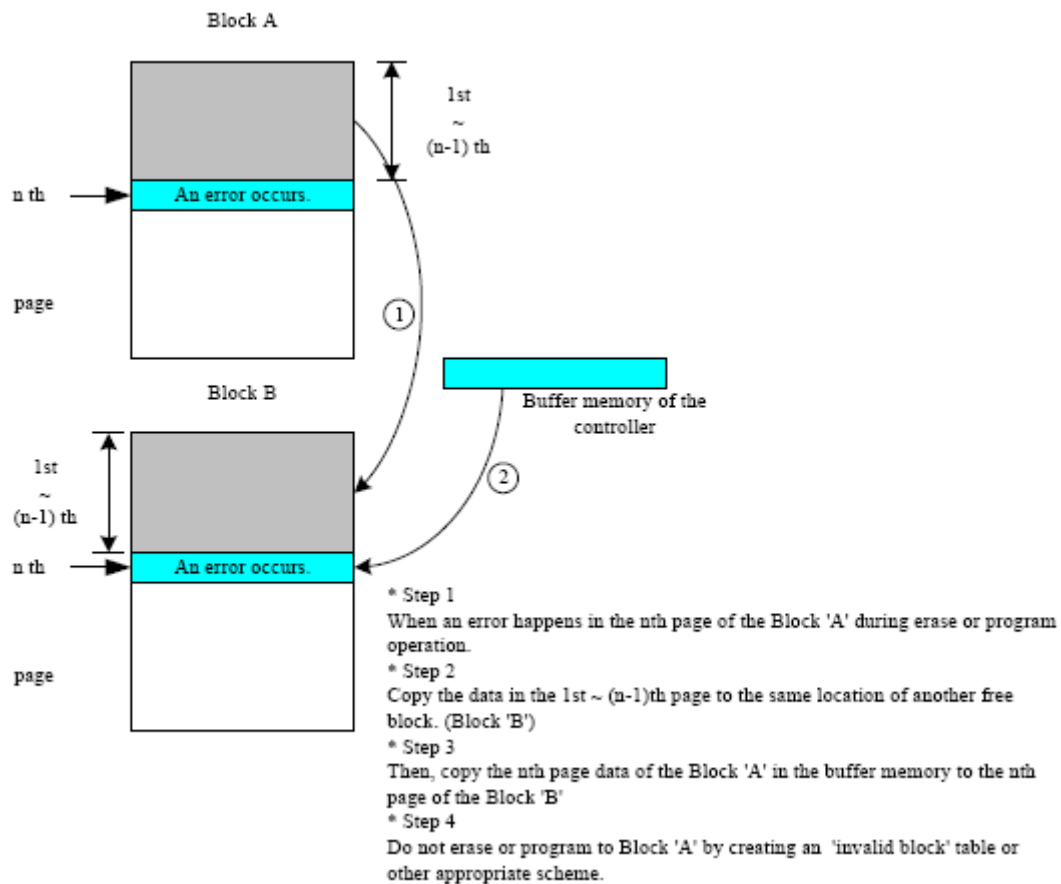 Block A
1st
~
(n-1) th
n th
An error occurs.
page
1
Block B
Buffer memory of the
controller
1st
~
(n-1) th
2
n th
An error occurs.
page
* Step 1
When an error happens in the nth page of the Block 'A' during erase or program
operation.
* Step 2
Copy the data in the 1st ~ (n-1)th page to the same location of another free
block. (Block 'B')
* Step 3
Then, copy the nth page data of the Block 'A' in the buffer memory to the nth
page of the Block 'B'
* Step 4
Do not erase or program to Block 'A' by creating an 'invalid block' table or
other appropriate scheme.